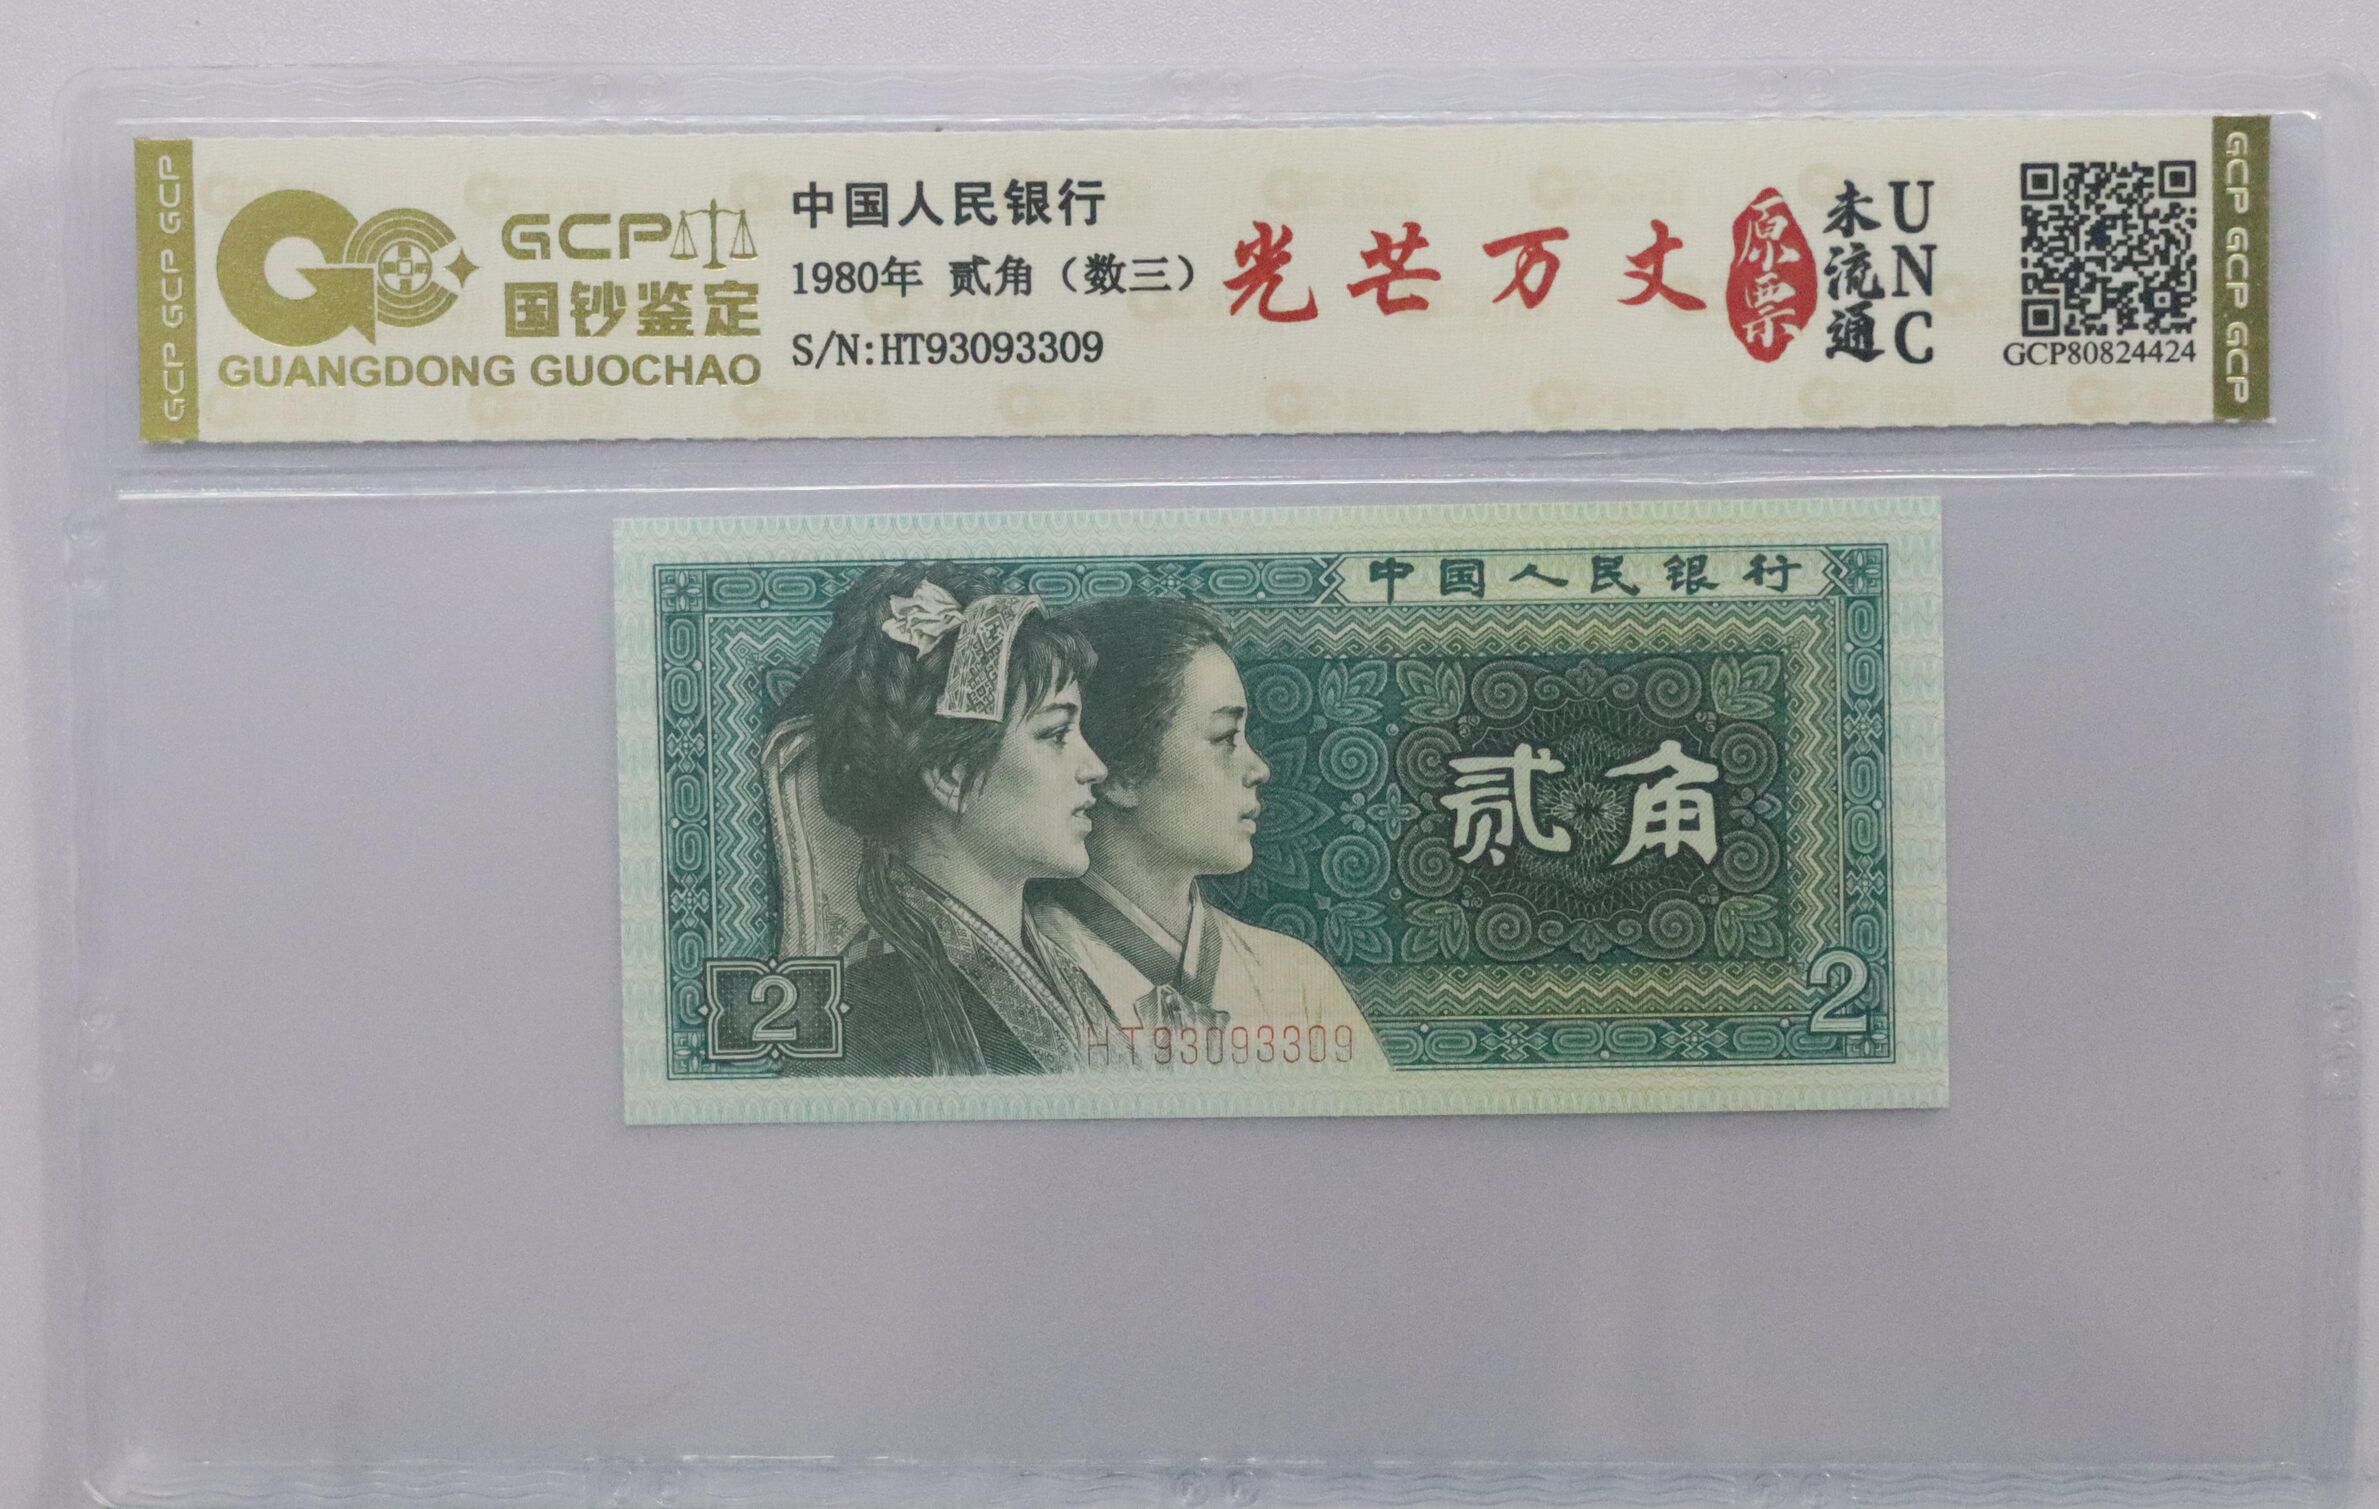 GCP GCP GCP
GCP
国钞鉴定
GUANGDONG GUOCHAO
中国人民银行
1980年 贰角（数三）
S/N:HT93093309
光芒万丈
原票
未流通
UNC
GCP80824424
GCP GCP GCP
中国人民银行
贰角
2
2
HT93093309